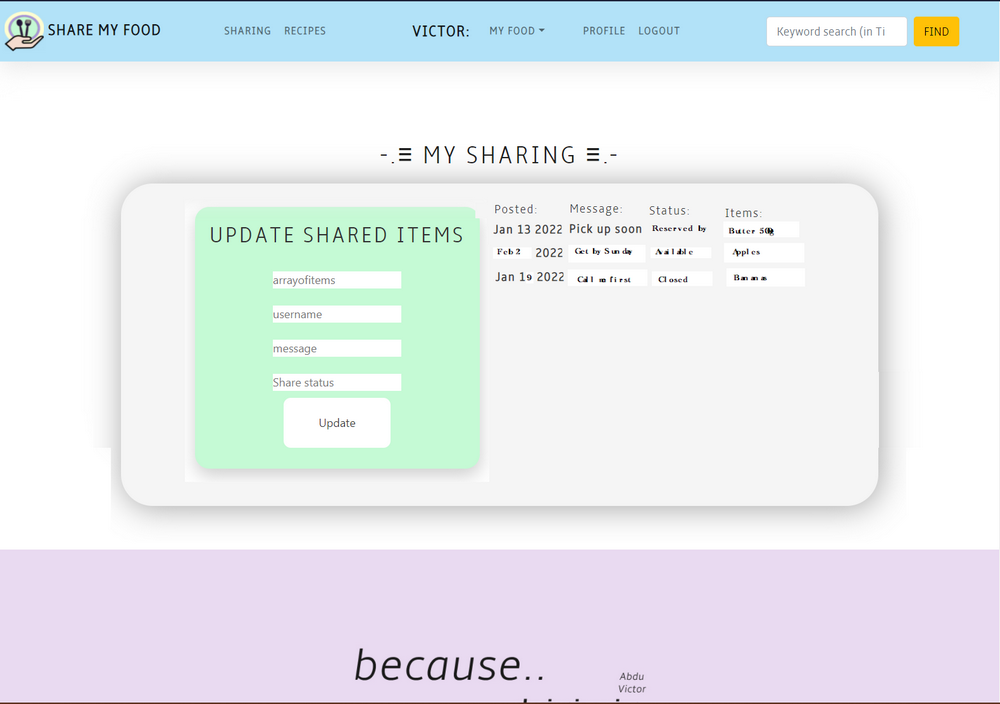 SHARE MY FOOD SHARING RECIPES VICTOR: MY FOOD PROFILE LOGOUT Keyword search (in Ti FIND
-.≡ MY SHARING ≡.-
UPDATE SHARED ITEMS
arrayofitems
username
message
Share status
Update
Posted: Message: Status: Items:
Jan 13 2022 Pick up soon Reserved by Butter 500g
Feb 2 2022 Get by Sunday Available Apples
Jan 19 2022 Call me first Closed Bananas
because..
Abdu
Victor